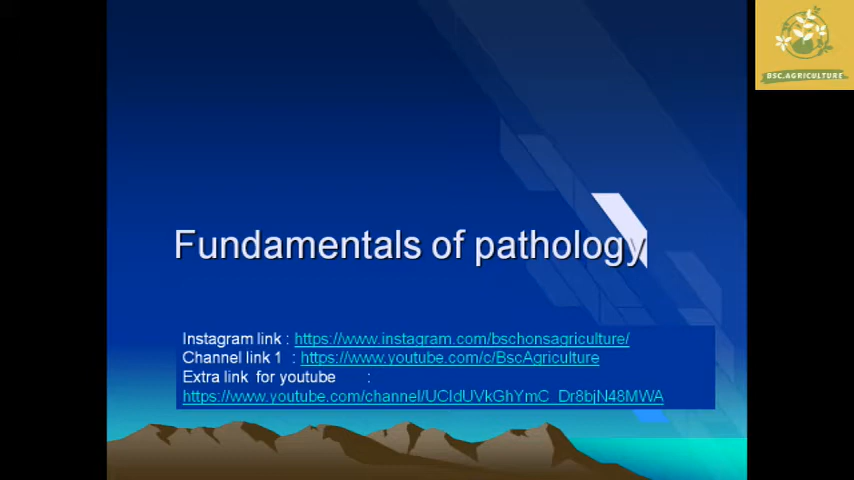 BSC.AGRICULTURE
Fundamentals of pathology
Instagram link : https://www.instagram.com/bschonsagriculture/
Channel link 1 : https://www.youtube.com/c/BscAgriculture
Extra link for youtube :
https://www.youtube.com/channel/UCIdUVkGhYmC_Dr8bjN48MWA